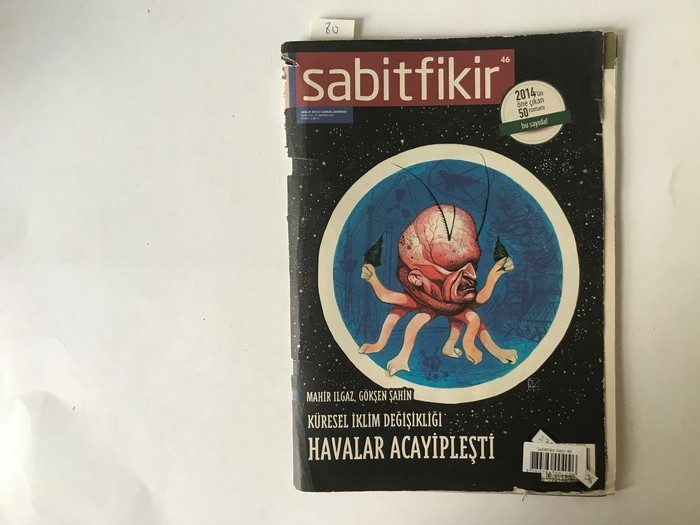 80
sabitfikir
46
2014'ün
öne çıkan
50 romanı
bu sayıda!
MAHİR ILGAZ, GÖKŞEN ŞAHİN
KÜRESEL İKLİM DEĞİŞİKLİĞİ
HAVALAR ACAYİPLEŞTİ